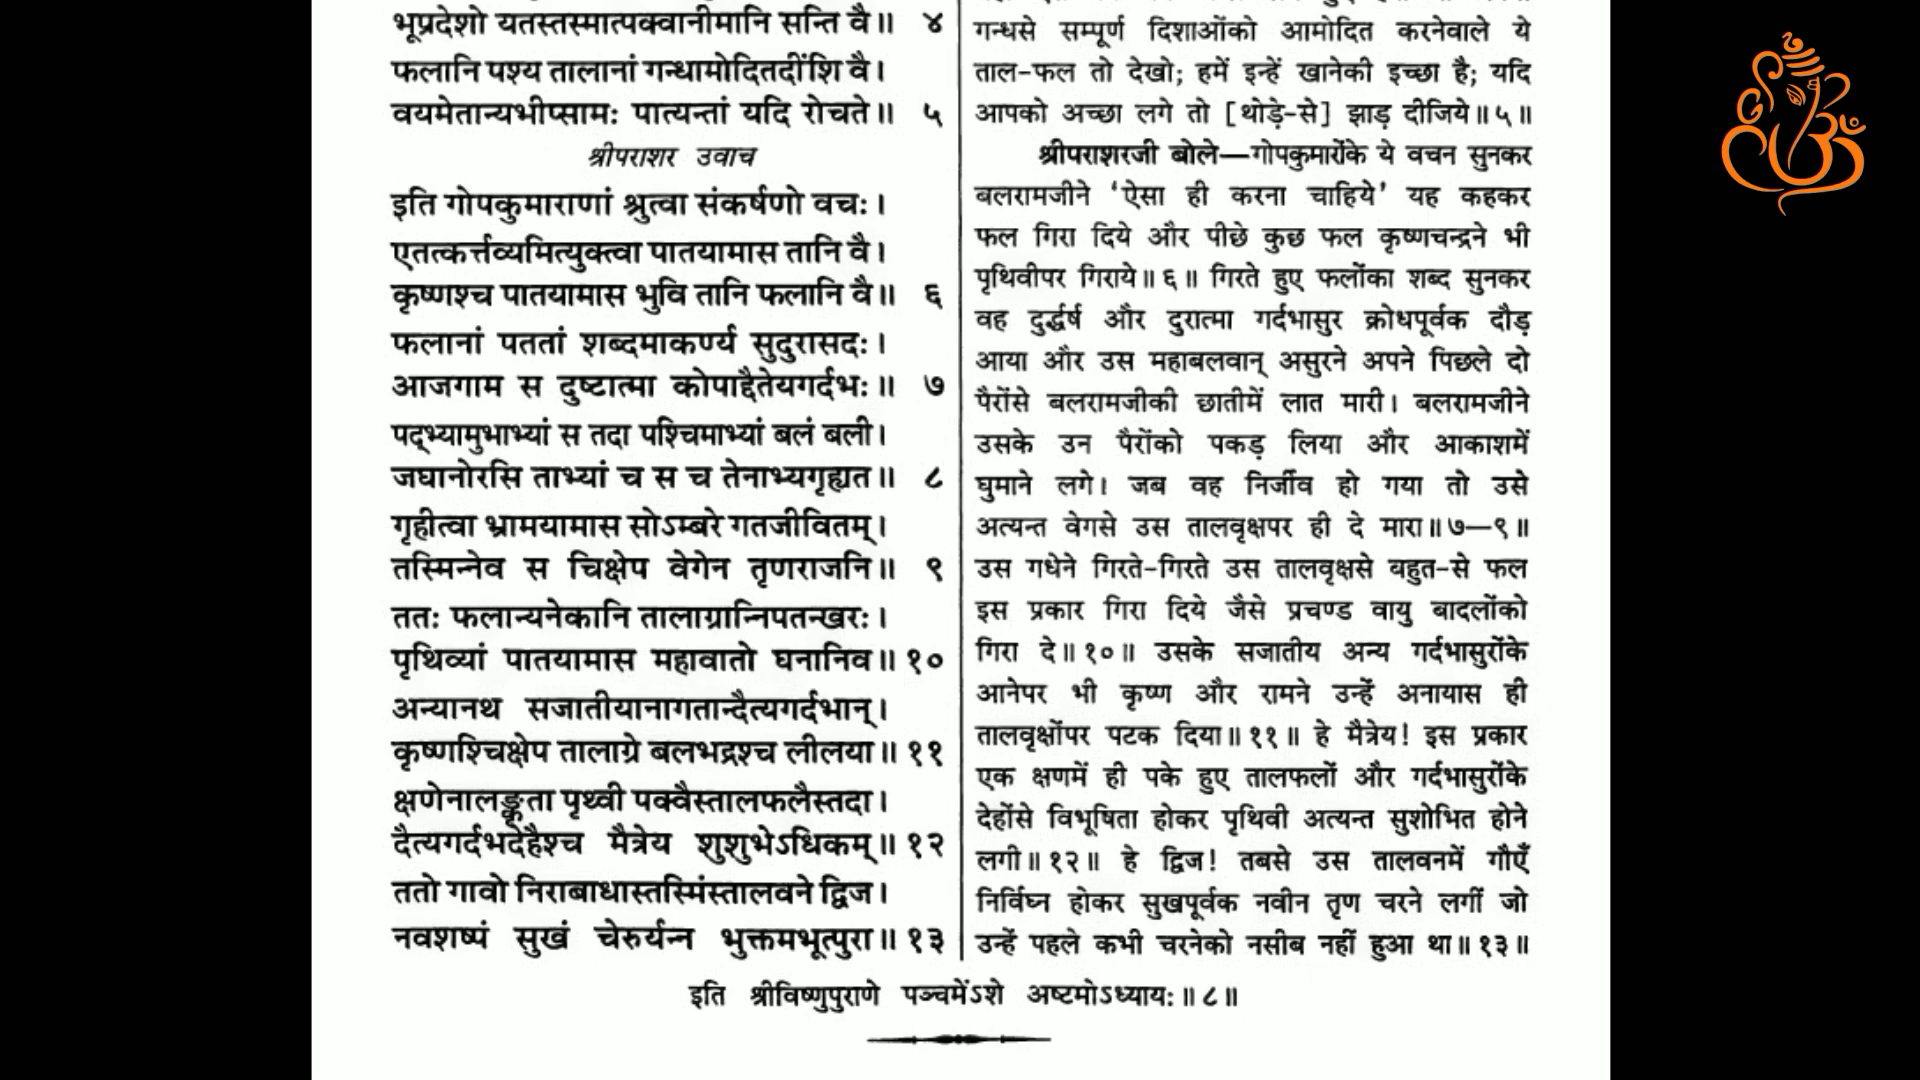 भूप्रदेशो यतस्तस्मात्पक्वानीमानि सन्ति वै॥ ४
फलानि पश्य तालानां गन्धामोदितदींशि वै।
वयमेतान्यभीप्सामः पात्यन्तां यदि रोचते॥ ५
श्रीपराशर उवाच
इति गोपकुमाराणां श्रुत्वा संकर्षणो वचः।
एतत्कर्त्तव्यमित्युक्त्वा पातयामास तानि वै।
कृष्णश्च पातयामास भुवि तानि फलानि वै॥ ६
फलानां पततां शब्दमाकर्ण्य सुदुरासदः।
आजगाम स दुष्टात्मा कोपाद्दैतेयगर्दभः॥ ७
पद्भ्यामुभाभ्यां स तदा पश्चिमाभ्यां बलं बली।
जघानोरसि ताभ्यां च स च तेनाभ्यगृह्यत॥ ८
गृहीत्वा भ्रामयामास सोऽम्बरे गतजीवितम्।
तस्मिन्नेव स चिक्षेप वेगेन तृणराजनि॥ ९
ततः फलान्यनेकानि तालाग्रान्निपतन्खरः।
पृथिव्यां पातयामास महावातो घनानिव॥ १०
अन्यानथ सजातीयानागतान्दैत्यगर्दभान्।
कृष्णश्चिक्षेप तालाग्रे बलभद्रश्च लीलया॥ ११
क्षणेनालङ्कृता पृथ्वी पक्वैस्तालफलैस्तदा।
दैत्यगर्दभदेहैश्च मैत्रेय शुशुभेऽधिकम्॥ १२
ततो गावो निराबाधास्तस्मिंस्तालवने द्विज।
नवशष्पं सुखं चेरुर्यन्न भुक्तमभूत्पुरा॥ १३
गन्धसे सम्पूर्ण दिशाओंको आमोदित करनेवाले ये
ताल-फल तो देखो; हमें इन्हें खानेकी इच्छा है; यदि
आपको अच्छा लगे तो [थोड़े-से] झाड़ दीजिये॥ ५॥
श्रीपराशरजी बोले—गोपकुमारोंके ये वचन सुनकर
बलरामजीने ‘ऐसा ही करना चाहिये’ यह कहकर
फल गिरा दिये और पीछे कुछ फल कृष्णचन्द्रने भी
पृथिवीपर गिराये॥ ६॥ गिरते हुए फलोंका शब्द सुनकर
वह दुर्द्धर्ष और दुरात्मा गर्दभासुर क्रोधपूर्वक दौड़
आया और उस महाबलवान् असुरने अपने पिछले दो
पैरोंसे बलरामजीकी छातीमें लात मारी। बलरामजीने
उसके उन पैरोंको पकड़ लिया और आकाशमें
घुमाने लगे। जब वह निर्जीव हो गया तो उसे
अत्यन्त वेगसे उस तालवृक्षपर ही दे मारा॥ ७—९॥
उस गधेने गिरते-गिरते उस तालवृक्षसे बहुत-से फल
इस प्रकार गिरा दिये जैसे प्रचण्ड वायु बादलोंको
गिरा दे॥ १०॥ उसके सजातीय अन्य गर्दभासुरोंके
आनेपर भी कृष्ण और रामने उन्हें अनायास ही
तालवृक्षोंपर पटक दिया॥ ११॥ हे मैत्रेय! इस प्रकार
एक क्षणमें ही पके हुए तालफलों और गर्दभासुरोंके
देहोंसे विभूषिता होकर पृथिवी अत्यन्त सुशोभित होने
लगी॥ १२॥ हे द्विज! तबसे उस तालवनमें गौएँ
निर्विघ्न होकर सुखपूर्वक नवीन तृण चरने लगीं जो
उन्हें पहले कभी चरनेको नसीब नहीं हुआ था॥ १३॥
इति श्रीविष्णुपुराणे पञ्चमेंऽशे अष्टमोऽध्यायः॥ ८॥